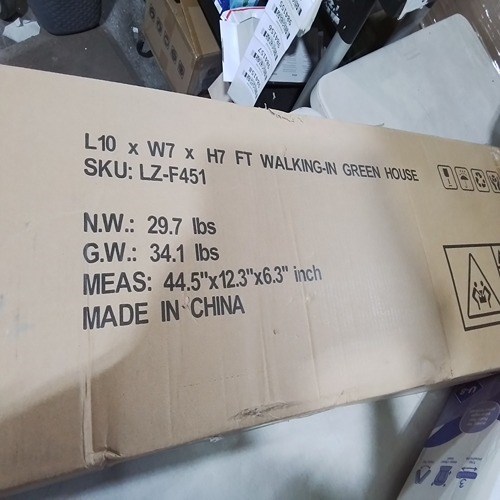 L10 x W7 x H7 FT WALKING-IN GREEN HOUSE
SKU: LZ-F451
N.W.: 29.7 lbs
G.W.: 34.1 lbs
MEAS: 44.5"x12.3"x6.3" inch
MADE IN CHINA